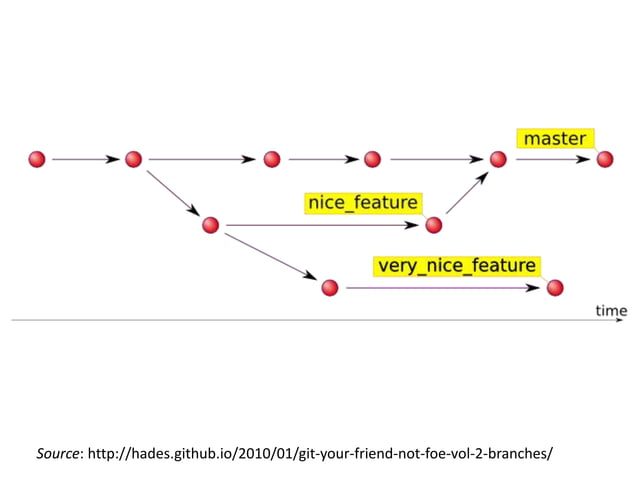 master
nice_feature
very_nice_feature
time
Source: http://hades.github.io/2010/01/git-your-friend-not-foe-vol-2-branches/